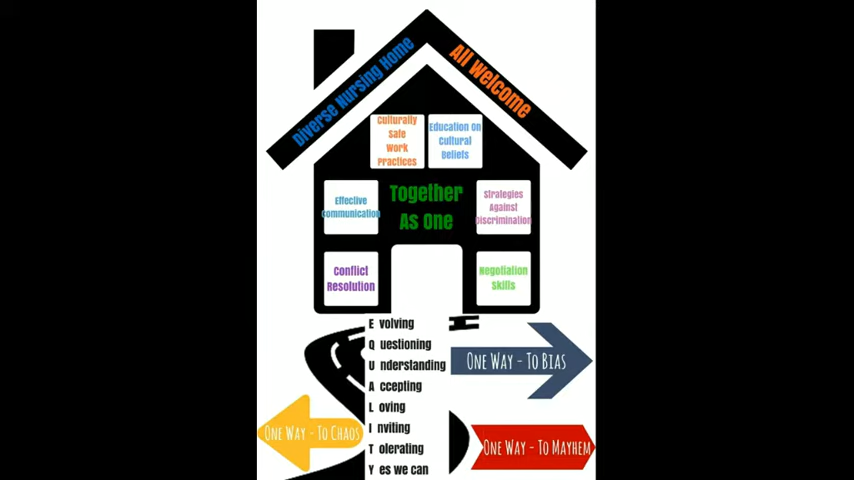 Diverse Nursing Home
All Welcome
Culturally
Safe
Work
Practices
Education On
Cultural
Beliefs
Effective
Communication
Together
As One
Strategies
Against
Discrimination
Conflict
Resolution
Negotiation
Skills
E volving
Q uestioning
U nderstanding
A ccepting
L oving
I nviting
T olerating
Y es we can
One Way - To Bias
One Way - To Chaos
One Way - To Mayhem